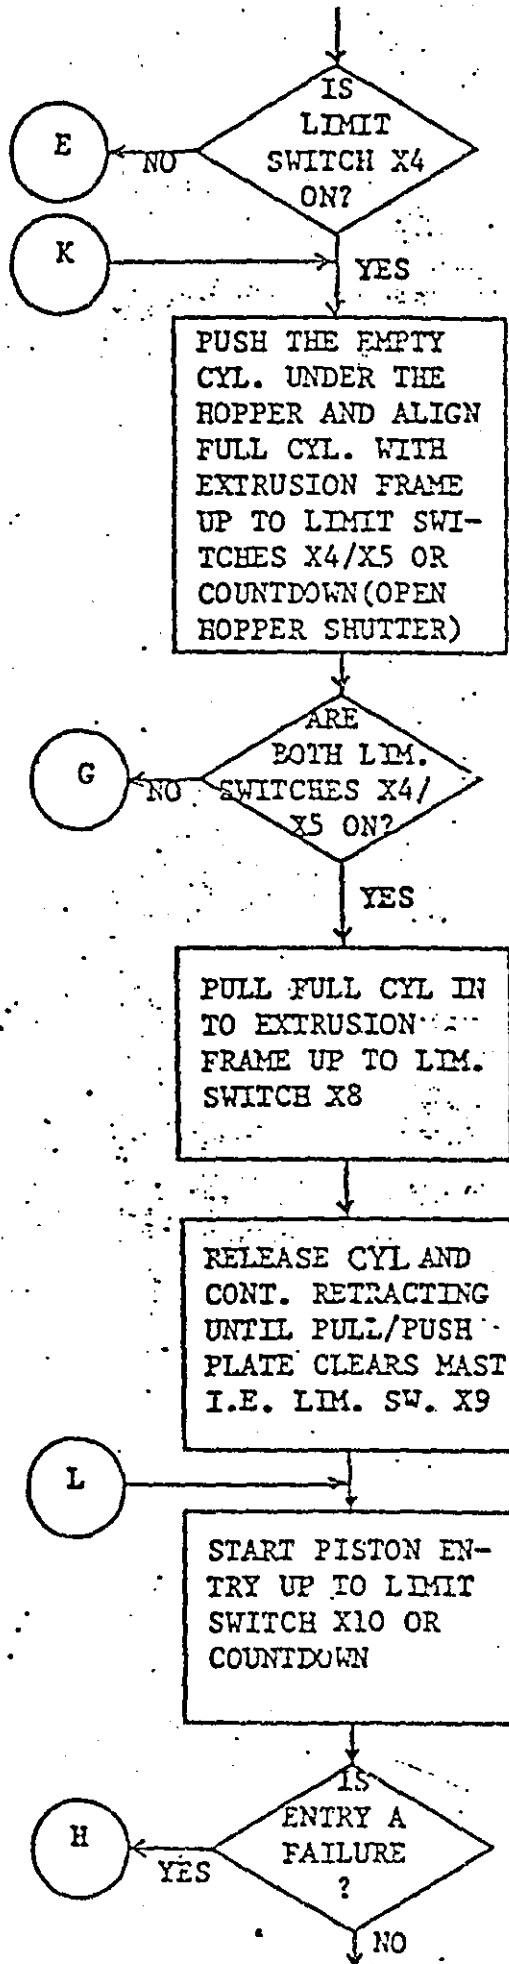 IS
LIMIT
SWITCH X4
ON?
E
NO
K
YES
PUSH THE EMPTY
CYL. UNDER THE
HOPPER AND ALIGN
FULL CYL. WITH
EXTRUSION FRAME
UP TO LIMIT SWI-
TCHES X4/X5 OR
COUNTDOWN(OPEN
HOPPER SHUTTER)
ARE
BOTH LIM.
SWITCHES X4/
X5 ON?
G
NO
YES
PULL FULL CYL IN
TO EXTRUSION
FRAME UP TO LIM.
SWITCH X8
RELEASE CYL AND
CONT. RETRACTING
UNTIL PULL/PUSH
PLATE CLEARS MAST
I.E. LIM. SW. X9
L
START PISTON EN-
TRY UP TO LIMIT
SWITCH X10 OR
COUNTDOWN
IS
ENTRY A
FAILURE
?
H
YES
NO